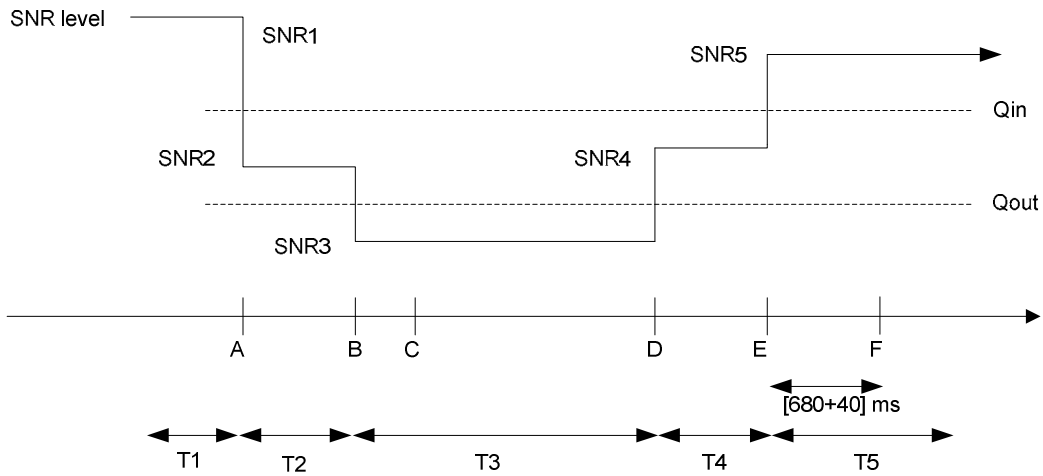 SNR level
SNR1
SNR5
Qin
SNR2
SNR4
Qout
SNR3
A B C D E F
[680+40] ms
T1 T2 T3 T4 T5